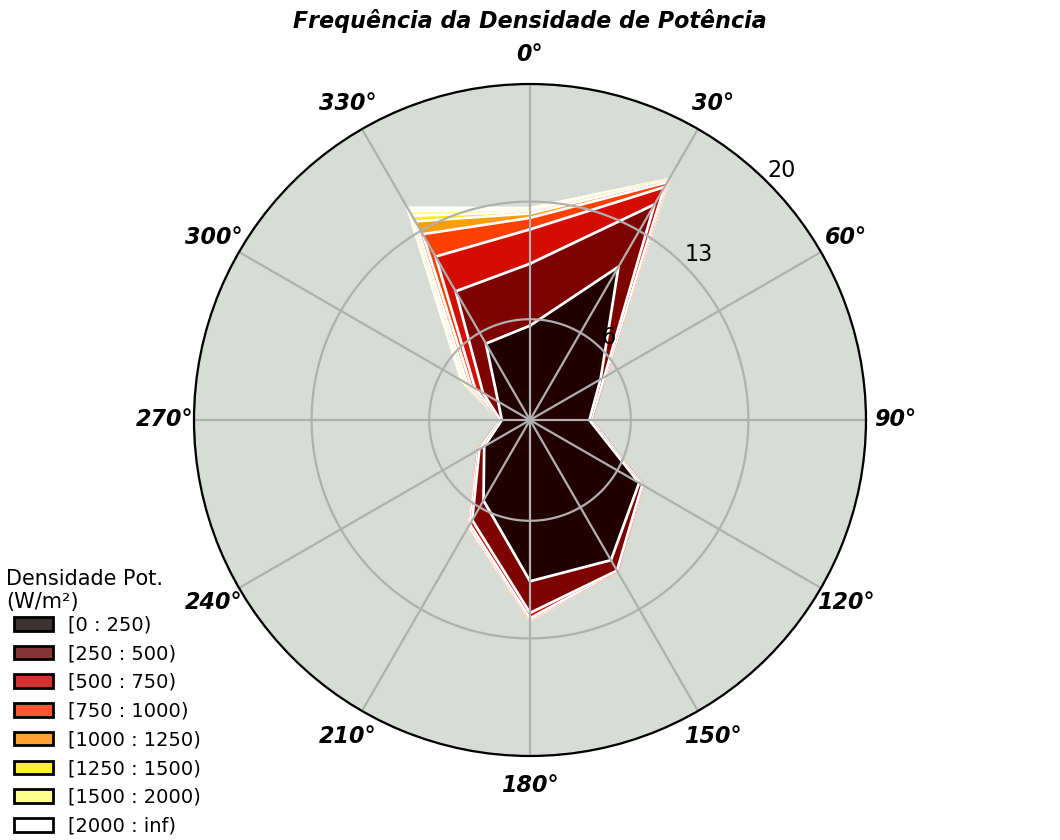 Frequência da Densidade de Potência
0°
330°
30°
20
300°
60°
13
6
270°
90°
240°
120°
210°
150°
180°
Densidade Pot.
(W/m²)
[0 : 250)
[250 : 500)
[500 : 750)
[750 : 1000)
[1000 : 1250)
[1250 : 1500)
[1500 : 2000)
[2000 : inf)